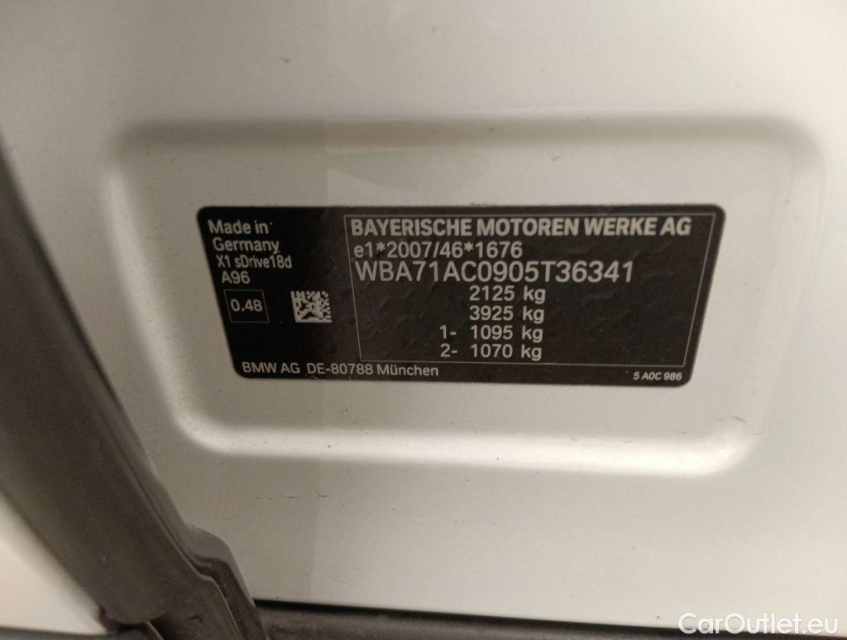 Made in
Germany
X1 sDrive18d
A96
0.48
BAYERISCHE MOTOREN WERKE AG
e1*2007/46*1676
WBA71AC0905T36341
2125 kg
3925 kg
1- 1095 kg
2- 1070 kg
BMW AG DE-80788 München
5 A0C 986
CarOutlet.eu